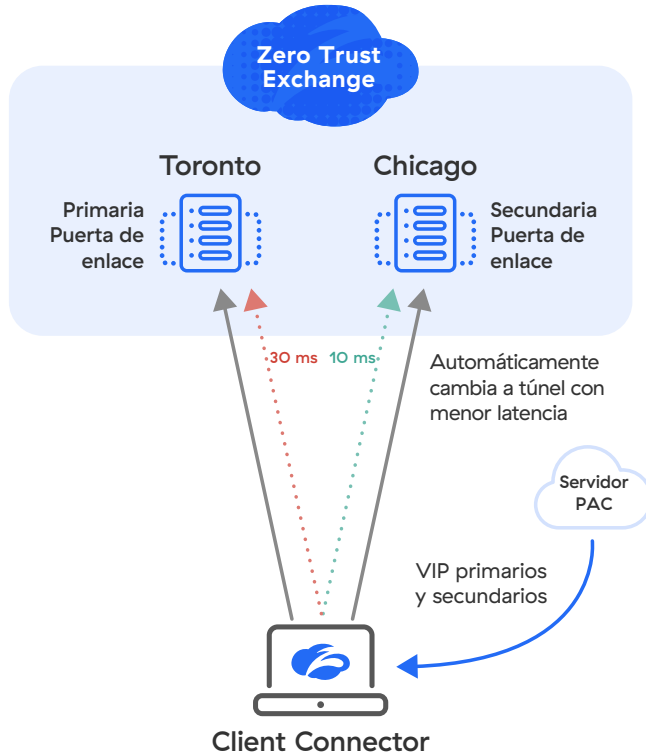 Zero Trust
Exchange
Toronto
Chicago
Primaria
Puerta de
enlace
Secundaria
Puerta de
enlace
30 ms
10 ms
Automáticamente
cambia a túnel con
menor latencia
Servidor
PAC
VIP primarios
y secundarios
Client Connector